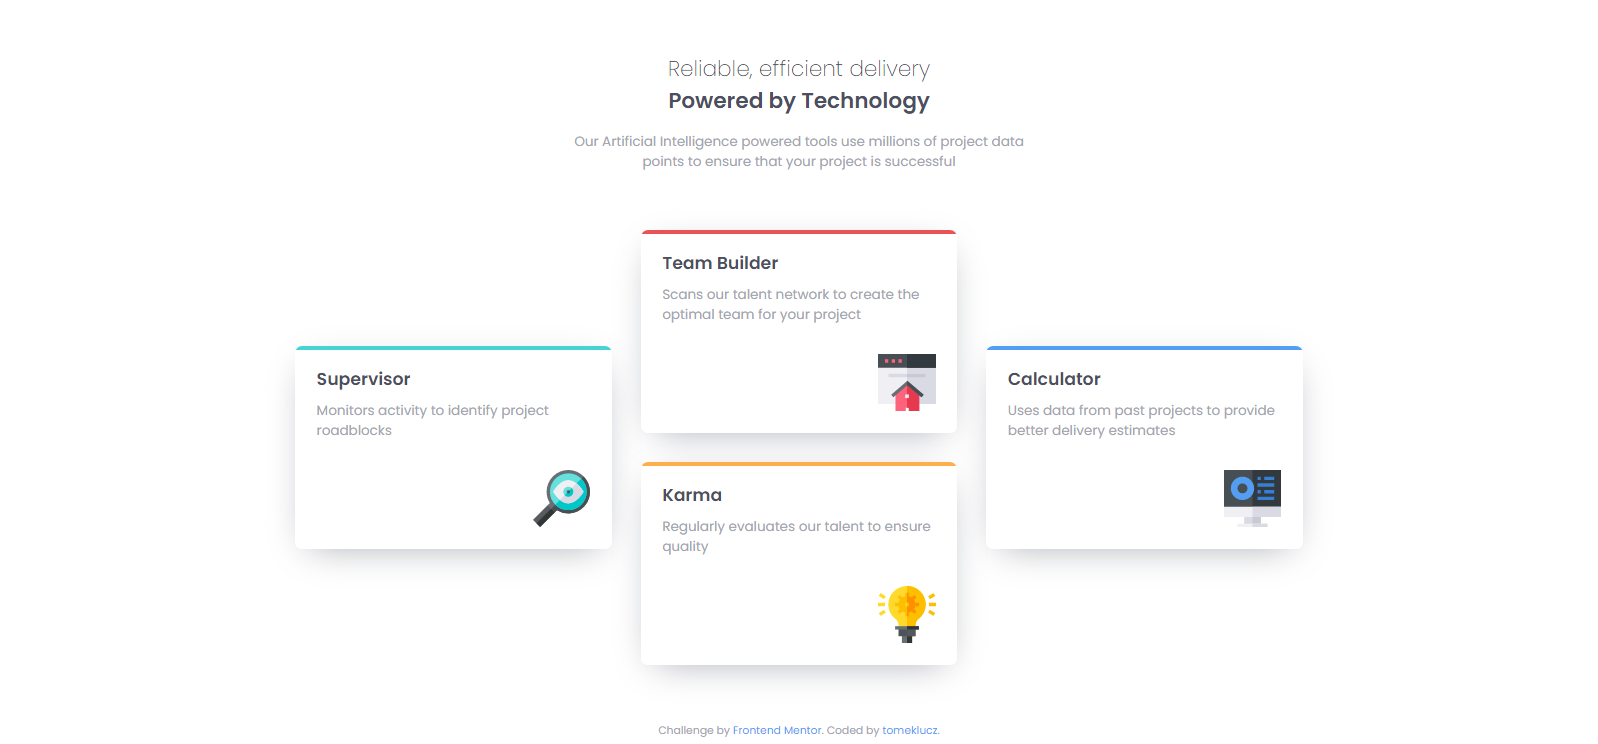 Reliable, efficient delivery
Powered by Technology
Our Artificial Intelligence powered tools use millions of project data
points to ensure that your project is successful
Supervisor
Monitors activity to identify project
roadblocks
Team Builder
Scans our talent network to create the
optimal team for your project
Karma
Regularly evaluates our talent to ensure
quality
Calculator
Uses data from past projects to provide
better delivery estimates
Challenge by Frontend Mentor. Coded by tomeklucz.